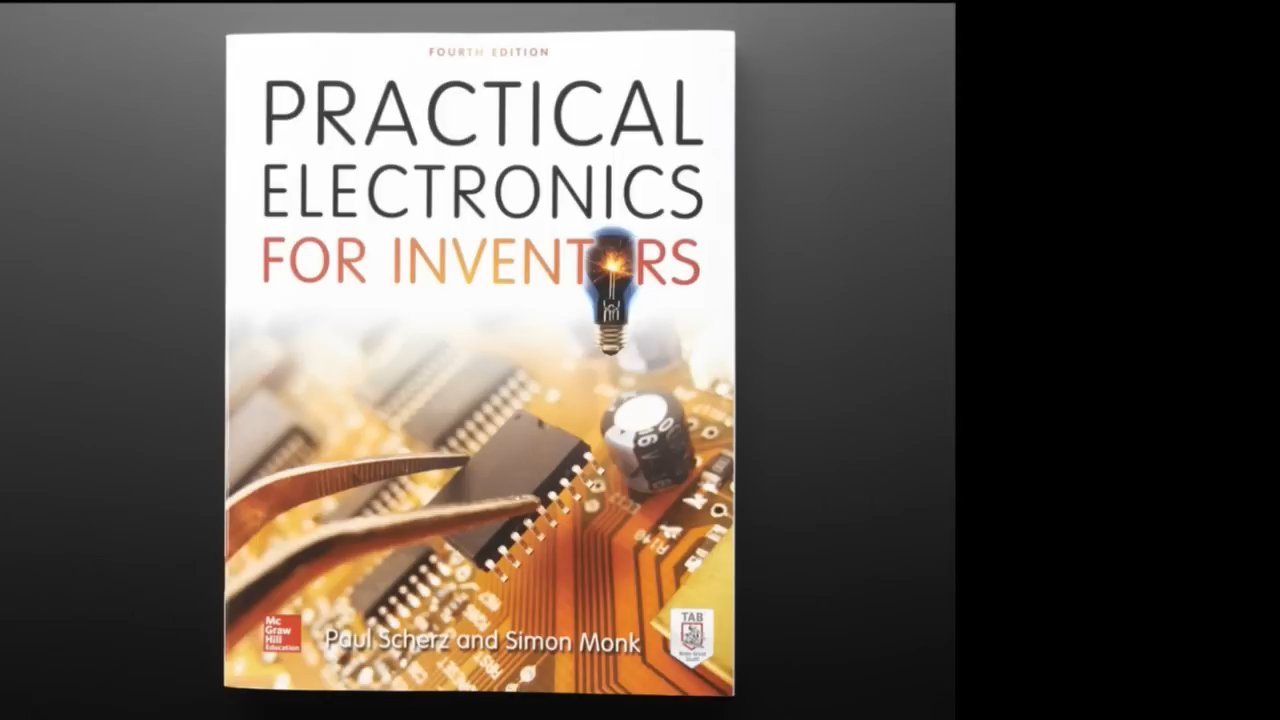 FOURTH EDITION
PRACTICAL
ELECTRONICS
FOR INVENTORS
Mc
Graw
Hill
Education
Paul Scherz and Simon Monk
TAB